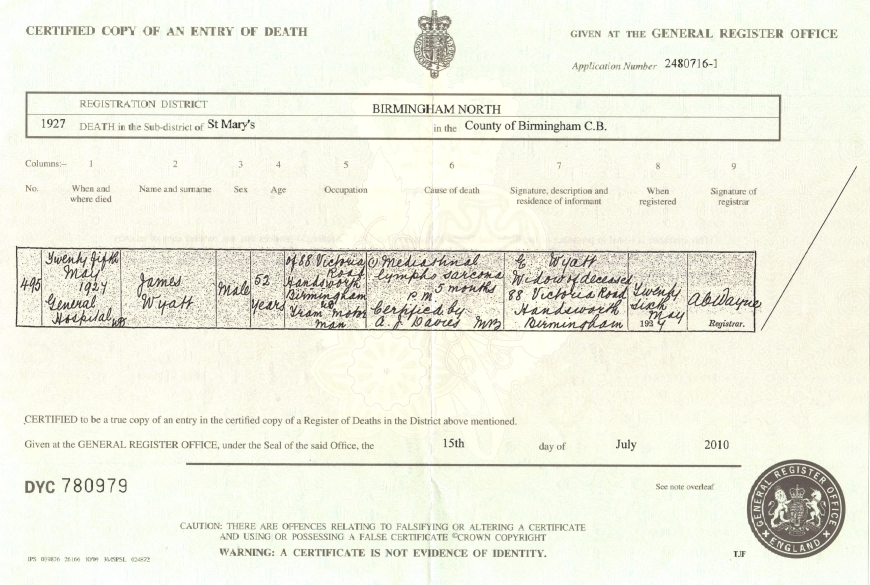 CERTIFIED COPY OF AN ENTRY OF DEATH
GIVEN AT THE GENERAL REGISTER OFFICE
Application Number 2480716-1
REGISTRATION DISTRICT BIRMINGHAM NORTH
1927 DEATH in the Sub-district of St Mary's in the County of Birmingham C.B.
Columns:- 1 2 3 4 5 6 7 8 9
No. When and where died Name and surname Sex Age Occupation Cause of death Signature, description and residence of informant When registered Signature of registrar
495
Twenty fifth
May
1927
General
Hospital
James
Wyatt
Male
52
Years
of 88 Victoria
Road
Handsworth
Birmingham
Tram Motor
man
Mediastinal
lympho sarcoma
5 months
P.M.
Certified by
A. J. Davies MB
E Wyatt
Widow of deceased
88 Victoria Road
Handsworth
Birmingham
Twenty
Sixth
May
1927
Registrar.
CERTIFIED to be a true copy of an entry in the certified copy of a Register of Deaths in the District above mentioned.
Given at the GENERAL REGISTER OFFICE, under the Seal of the said Office, the 15th day of July 2010
DYC 780979
See note overleaf
GENERAL REGISTER OFFICE
ENGLAND
CAUTION: THERE ARE OFFENCES RELATING TO FALSIFYING OR ALTERING A CERTIFICATE
AND USING OR POSSESSING A FALSE CERTIFICATE ©CROWN COPYRIGHT
WARNING: A CERTIFICATE IS NOT EVIDENCE OF IDENTITY.